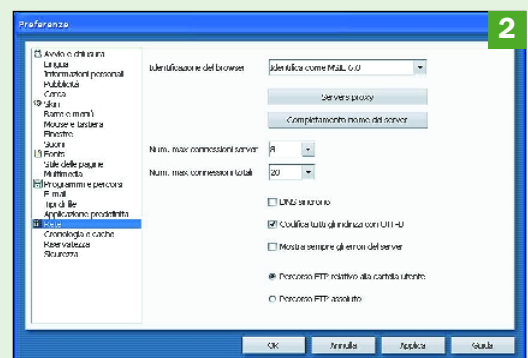 Preferenze
2
Avvio e chiusura
Lingua
Informazioni personali
Pubblicità
Cerca
Skin
Barre e menù
Mouse e tastiera
Finestre
Suoni
Fonts
Stile delle pagine
Multimedia
Programmi e percorsi
E-mail
Tipi di file
Applicazione predefinita
Rete
Cronologia e cache
Riservatezza
Sicurezza
Identificazione del browser
Identifica come MSIE 6.0
Servers proxy
Completamento nome del server
Num. max connessioni server
8
Num. max connessioni totali
20
DNS sincrono
Codifica tutti gli indirizzi con UTF-8
Mostra sempre gli errori del server
Percorso FTP relativo alla cartella utente
Percorso FTP assoluto
OK
Annulla
Applica
Guida